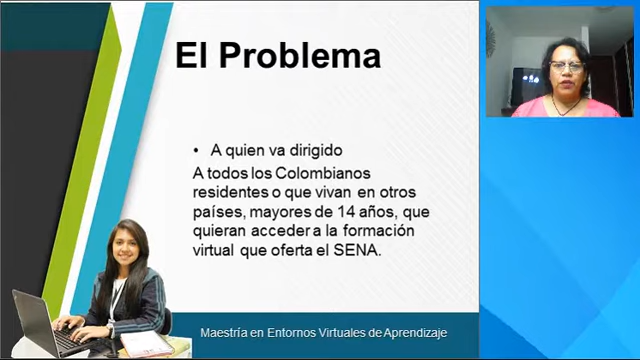 El Problema
• A quien va dirigido
A todos los Colombianos
residentes o que vivan en otros
países, mayores de 14 años, que
quieran acceder a la formación
virtual que oferta el SENA.
Maestría en Entornos Virtuales de Aprendizaje